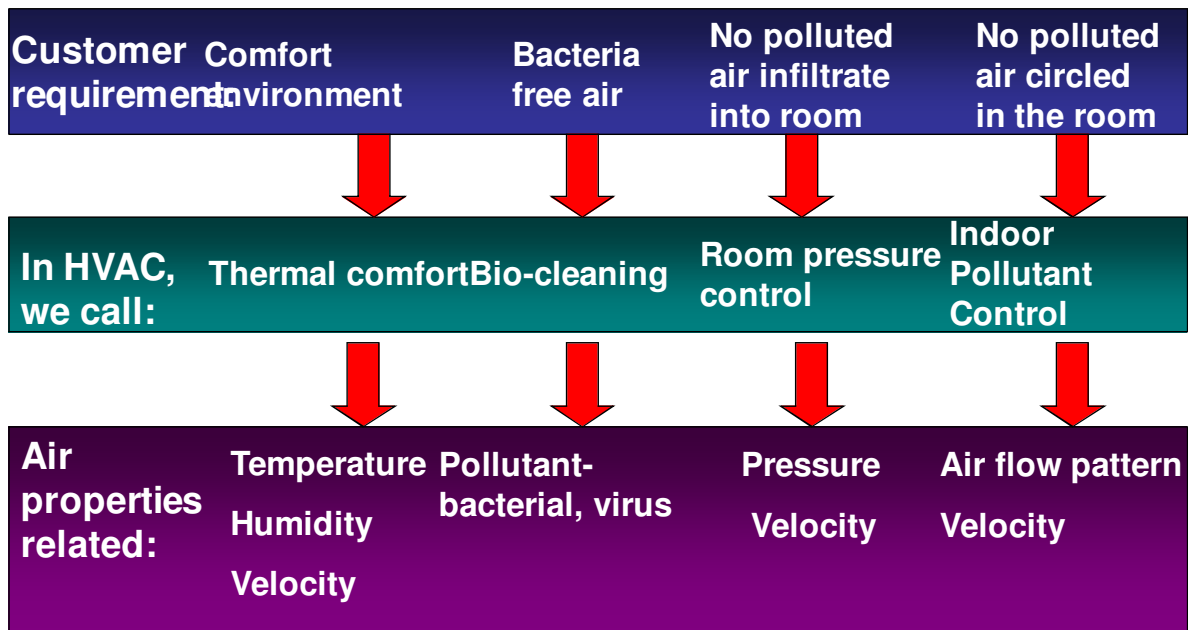 Customer
requirement:
Comfort
environment
Bacteria
free air
No polluted
air infiltrate
into room
No polluted
air circled
in the room
In HVAC,
we call:
Thermal comfort
Bio-cleaning
Room pressure
control
Indoor
Pollutant
Control
Air
properties
related:
Temperature
Humidity
Velocity
Pollutant-
bacterial, virus
Pressure
Velocity
Air flow pattern
Velocity